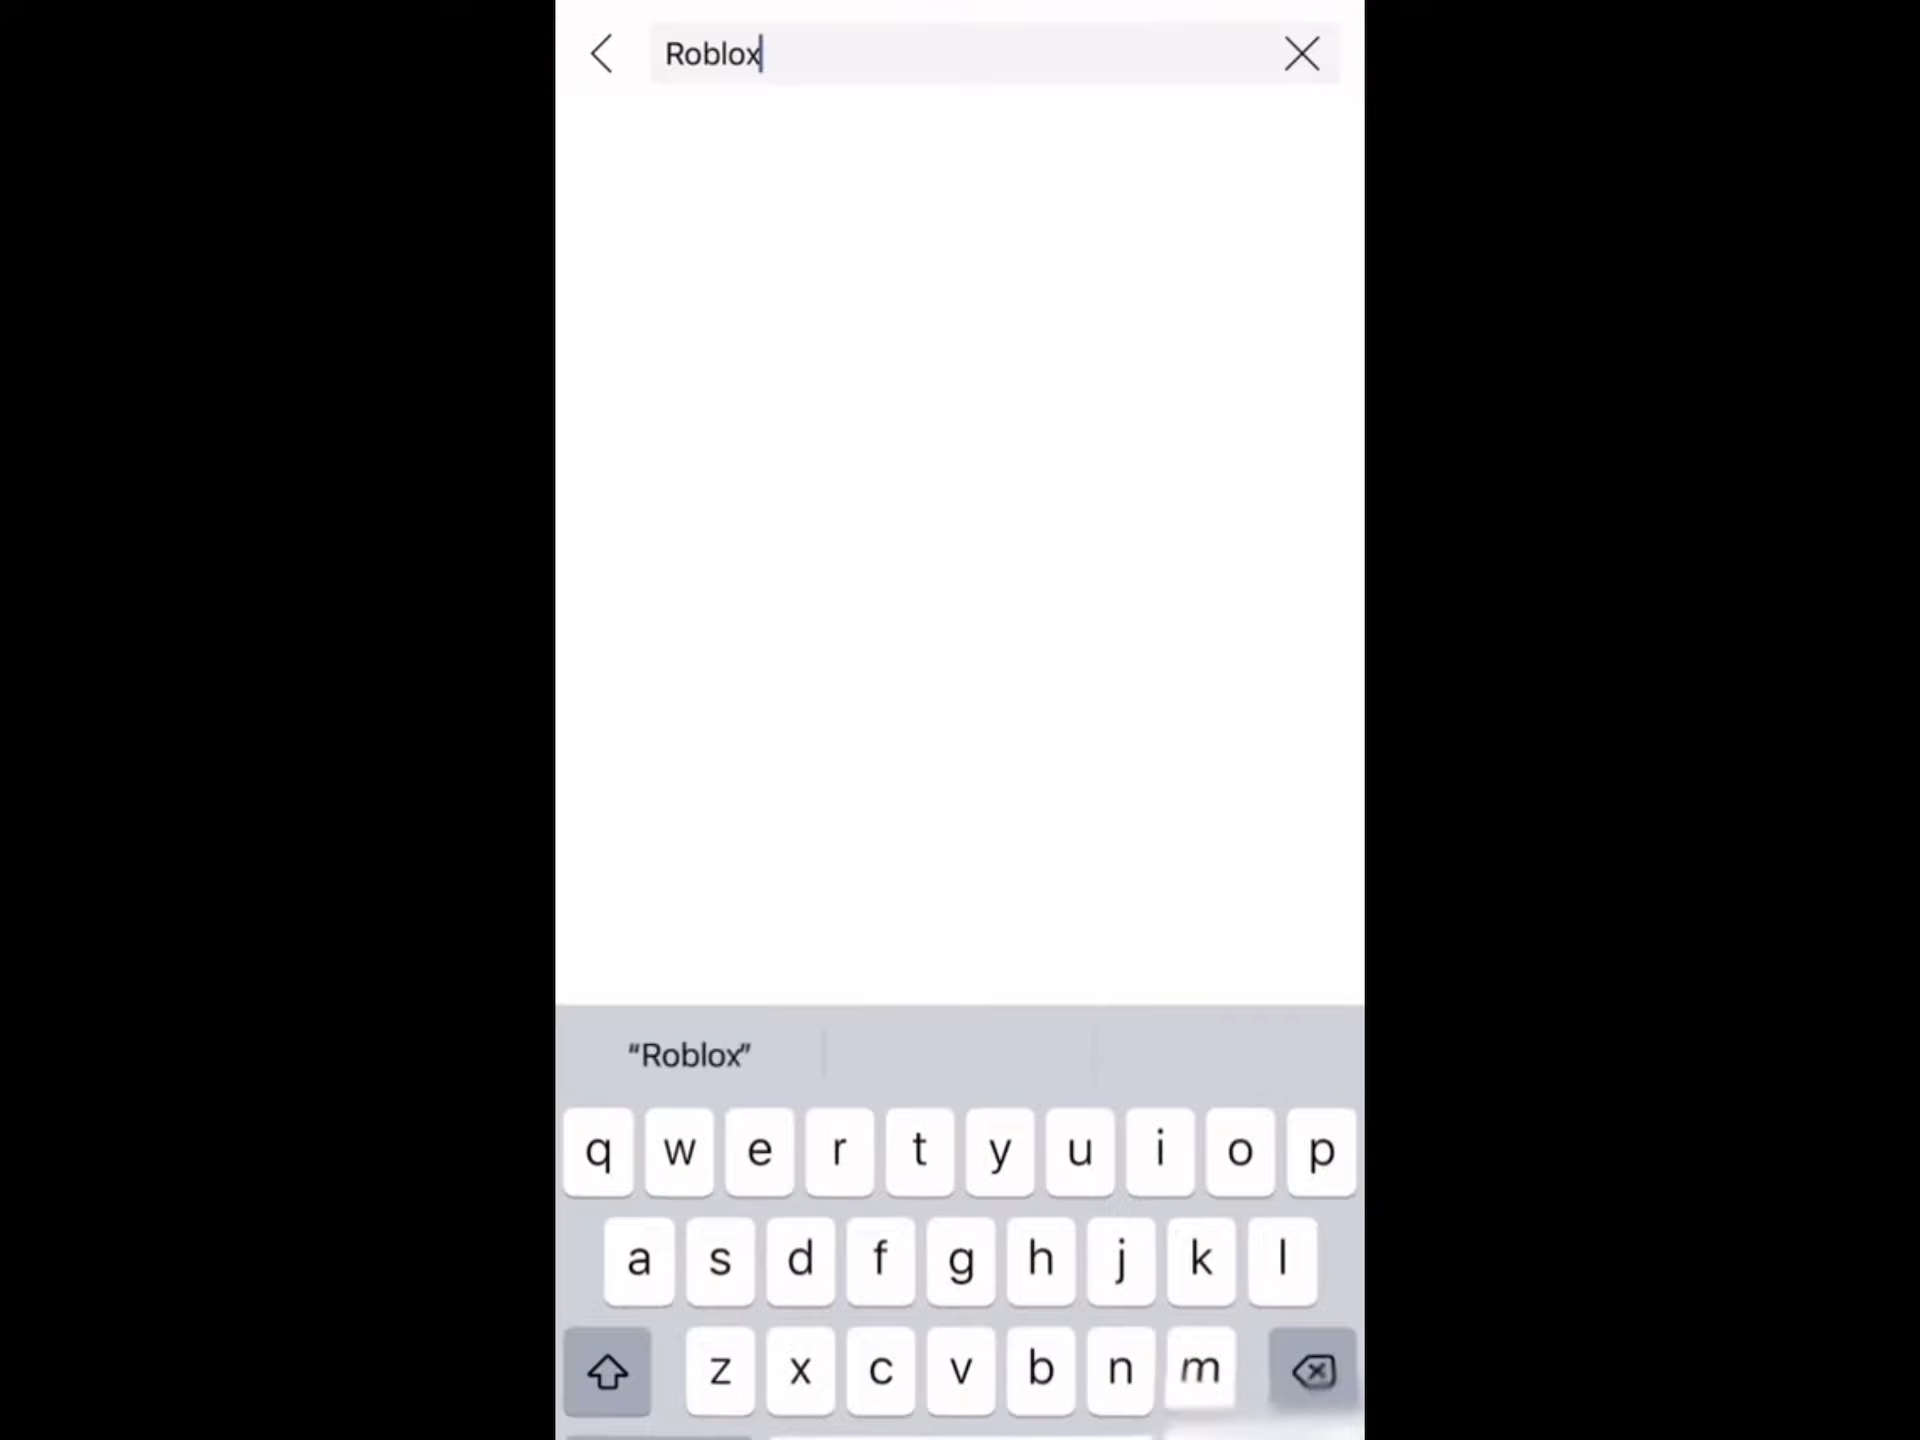 Roblox
“Roblox”
q w e r t y u i o p
a s d f g h j k l
z x c v b n m